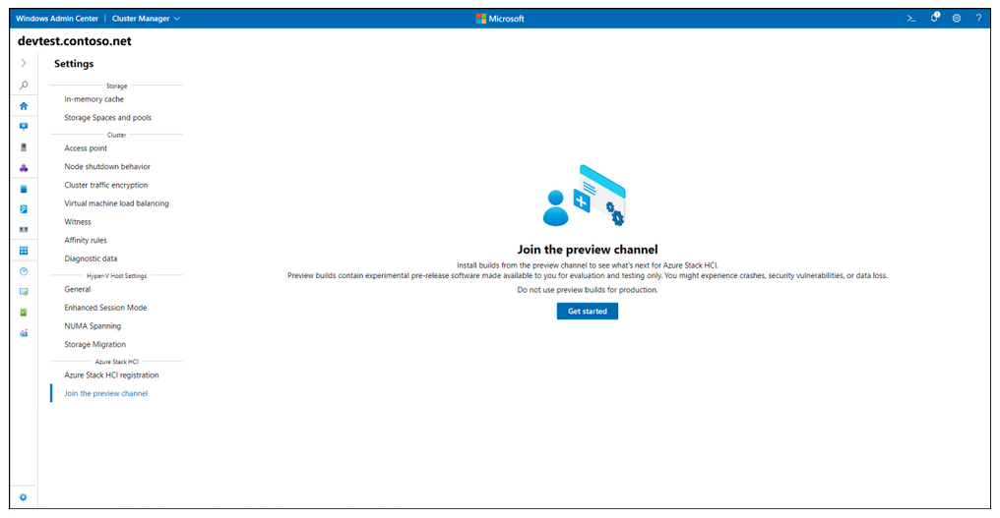 Windows Admin Center | Cluster Manager
Microsoft
1
?
devtest.contoso.net
Settings
Storage
In-memory cache
Storage Spaces and pools
Cluster
Access point
Node shutdown behavior
Cluster traffic encryption
Virtual machine load balancing
Witness
Affinity rules
Diagnostic data
Hyper-V Host Settings
General
Enhanced Session Mode
NUMA Spanning
Storage Migration
Azure Stack HCI
Azure Stack HCI registration
Join the preview channel
Join the preview channel
Install builds from the preview channel to see what's next for Azure Stack HCI.
Preview builds contain experimental pre-release software made available to you for evaluation and testing only. You might experience crashes, security vulnerabilities, or data loss.
Do not use preview builds for production.
Get started